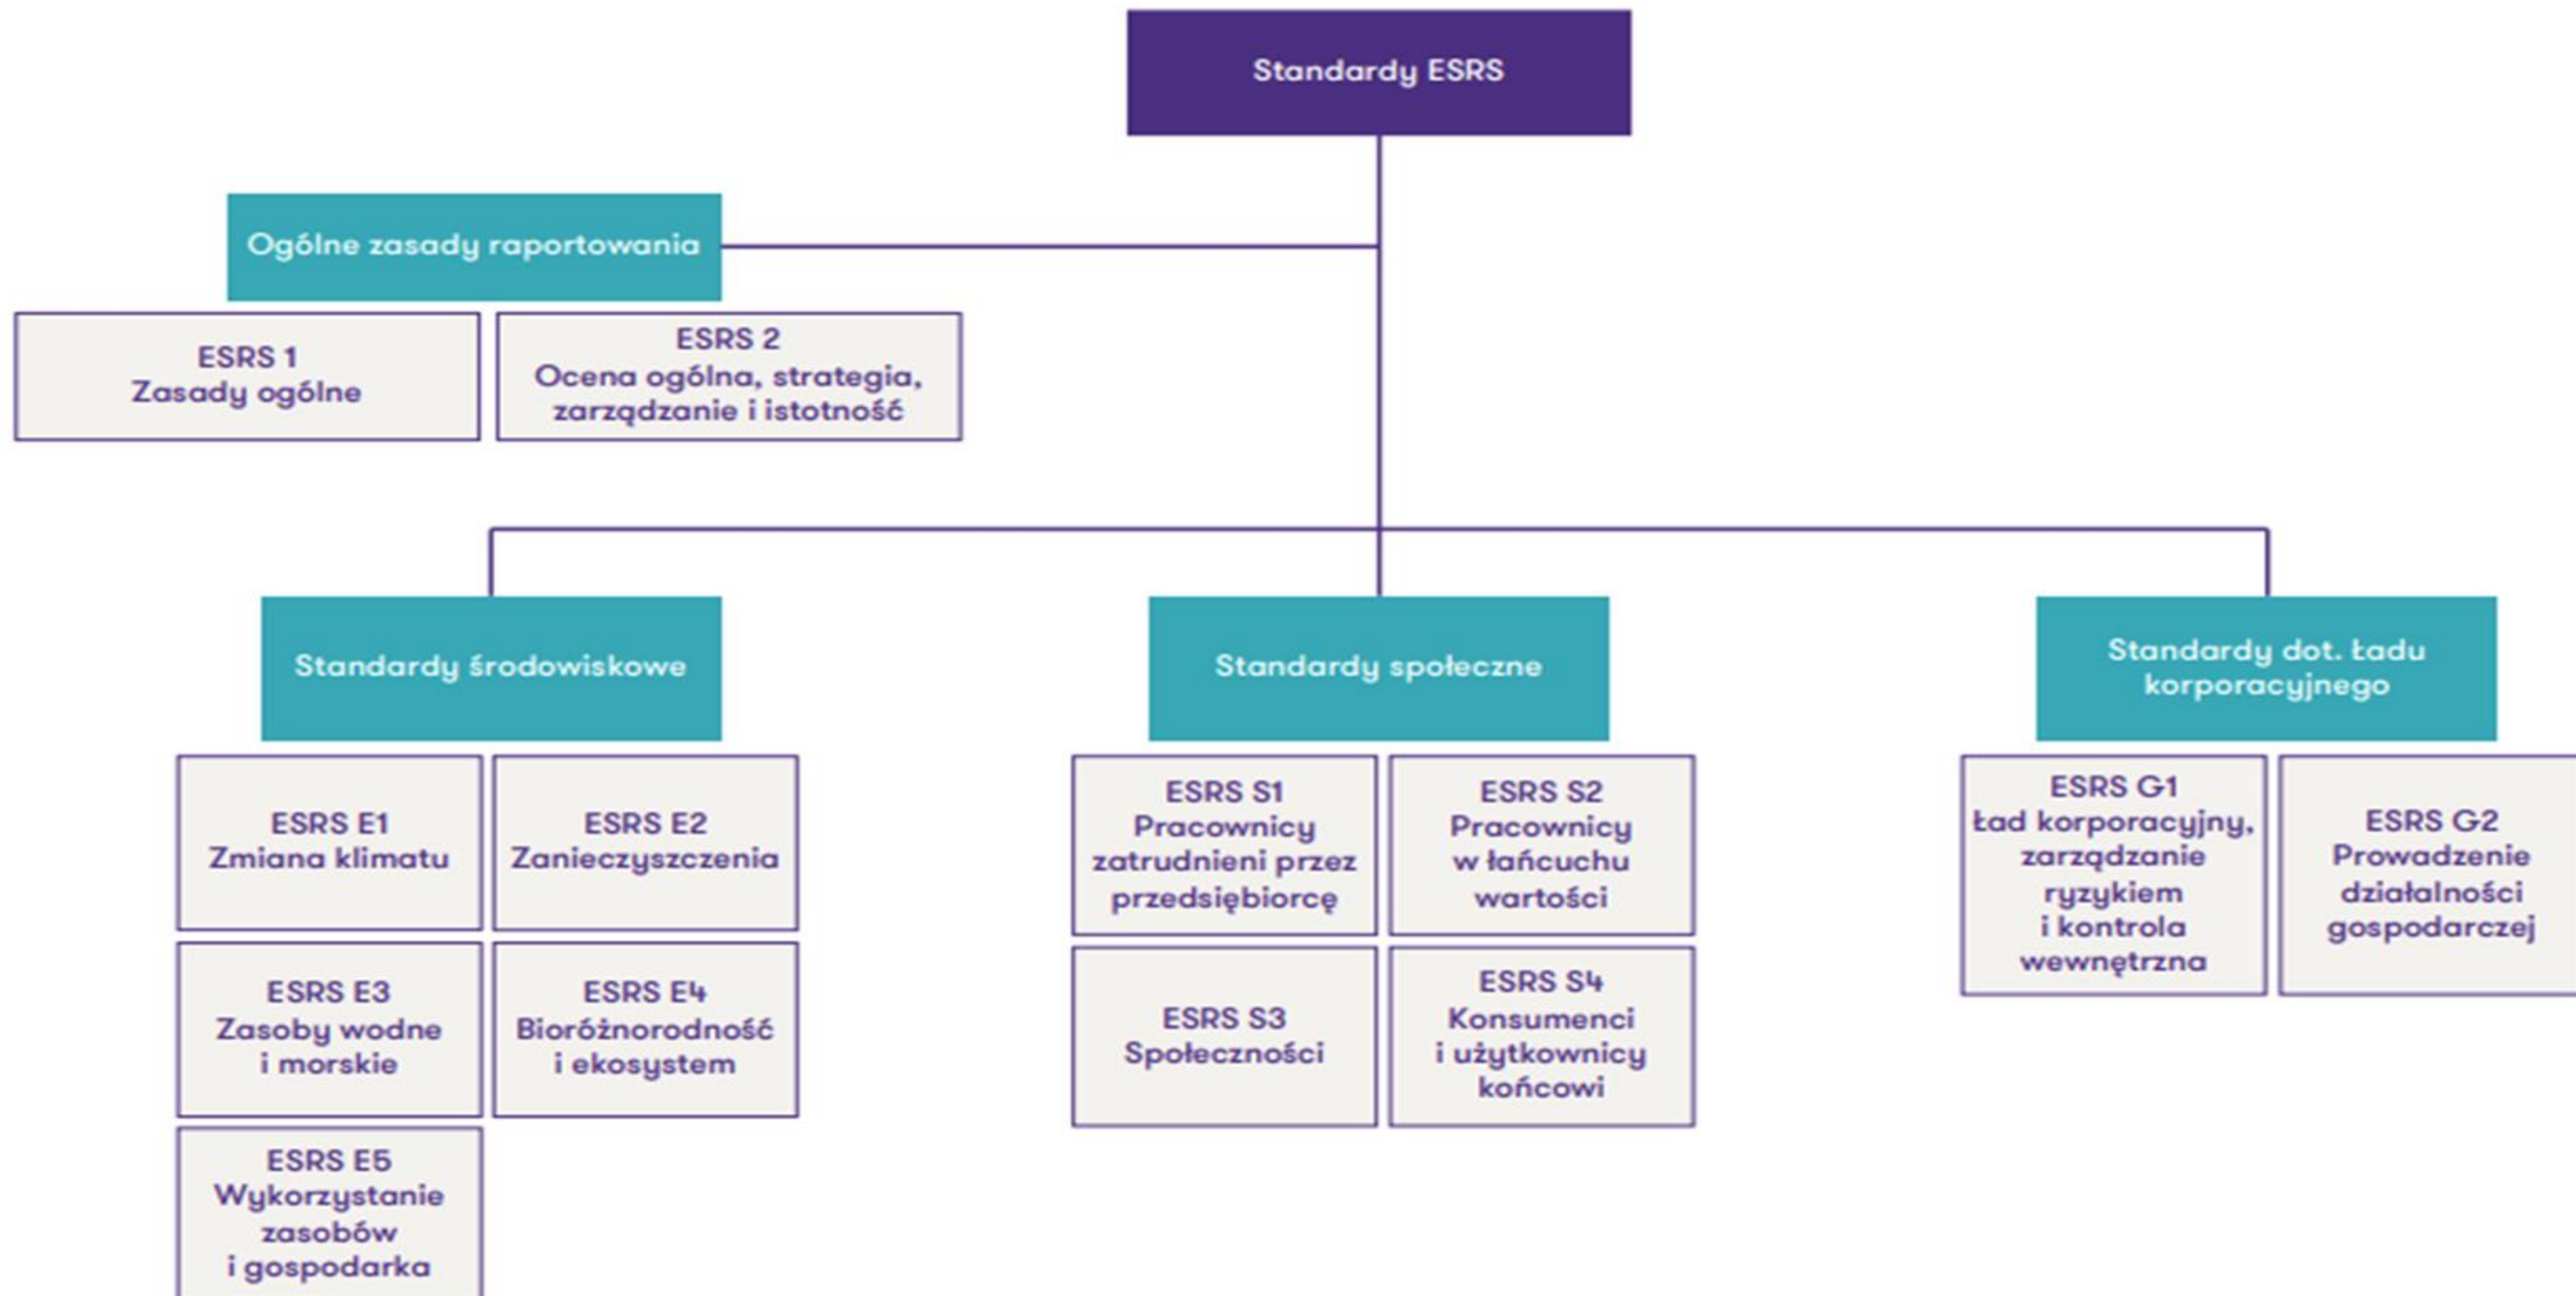 Standardy ESRS
Ogólne zasady raportowania
ESRS 1
Zasady ogólne
ESRS 2
Ocena ogólna, strategia,
zarządzanie i istotność
Standardy środowiskowe
Standardy społeczne
Standardy dot. Ładu
korporacyjnego
ESRS E1
Zmiana klimatu
ESRS E2
Zanieczyszczenia
ESRS E3
Zasoby wodne
i morskie
ESRS E4
Bioróżnorodność
i ekosystem
ESRS E5
Wykorzystanie
zasobów
i gospodarka
ESRS S1
Pracownicy
zatrudnieni przez
przedsiębiorcę
ESRS S2
Pracownicy
w łańcuchu
wartości
ESRS S3
Społeczności
ESRS S4
Konsumenci
i użytkownicy
końcowi
ESRS G1
Ład korporacyjny,
zarządzanie
ryzykiem
i kontrola
wewnętrzna
ESRS G2
Prowadzenie
działalności
gospodarczej